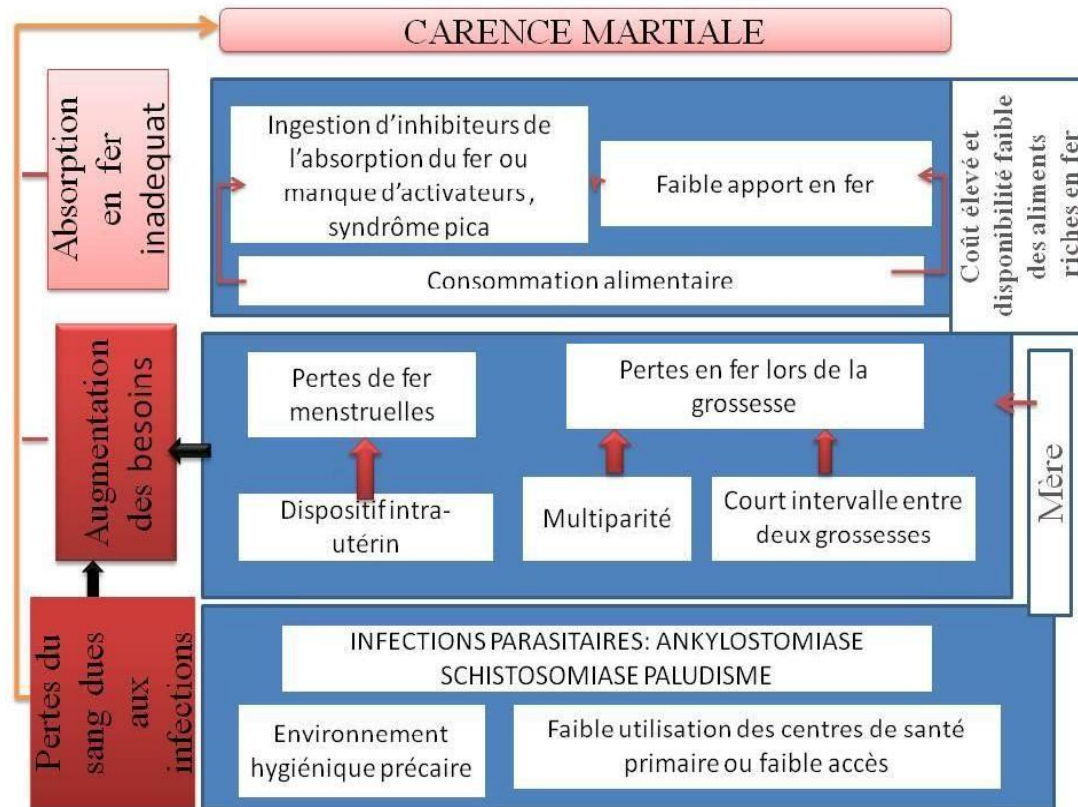 CARENCE MARTIALE
Absorption
en fer
inadequat
Ingestion d'inhibiteurs de
l'absorption du fer ou
manque d'activateurs ,
syndrôme pica
Faible apport en fer
Consommation alimentaire
Coût élevé et
disponibilité faible
des aliments
riches en fer
Augmentation
des besoins
Pertes de fer
menstruelles
Pertes en fer lors de la
grossesse
Dispositif intra-
utérin
Multiparité
Court intervalle entre
deux grossesses
Mère
Pertes du
sang dues
aux
infections
INFECTIONS PARASITAIRES: ANKYLOSTOMIASE
SCHISTOSOMIASE PALUDISME
Environnement
hygiénique précaire
Faible utilisation des centres de santé
primaire ou faible accès